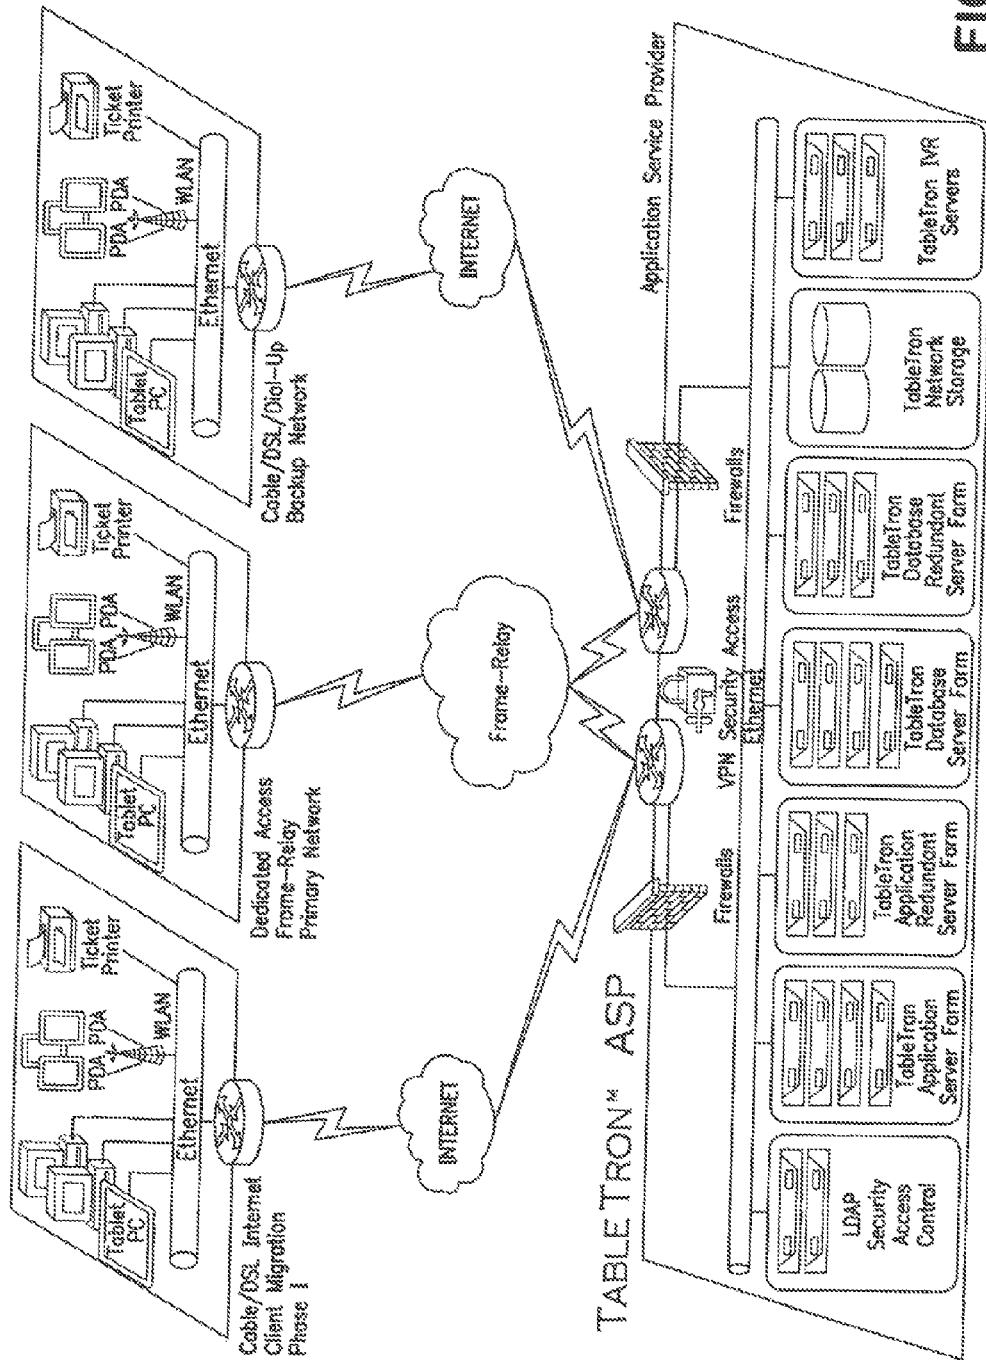 Tablet
PC
PDA
PDA
WLAN
Ticket
Printer
Ethernet
Cable/DSL Internet
Client Migration
Phase I
Tablet
PC
PDA
PDA
WLAN
Ticket
Printer
Ethernet
Dedicated Access
Frame-Relay
Primary Network
Tablet
PC
PDA
PDA
WLAN
Ticket
Printer
Ethernet
Cable/DSL/Dial-Up
Backup Network
INTERNET
Frame-Relay
INTERNET
TABLETRON™ ASP
Application Service Provider
Firewalls
VPN Security Access
Firewalls
Ethernet
LDAP
Security
Access
Control
TableTron
Application
Server Farm
TableTron
Application
Redundant
Server Farm
TableTron
Database
Server Farm
TableTron
Database
Redundant
Server Farm
TableTron
Network
Storage
TableTron IVR
Servers